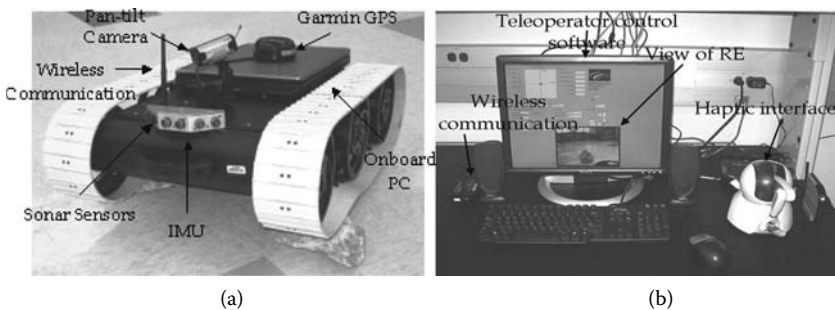 Pan-tilt
Camera
Garmin GPS
Wireless
Communication
Onboard
PC
Sonar Sensors
IMU
(a)
Teleoperator control
software
View of RE
Wireless
communication
Haptic interface
(b)